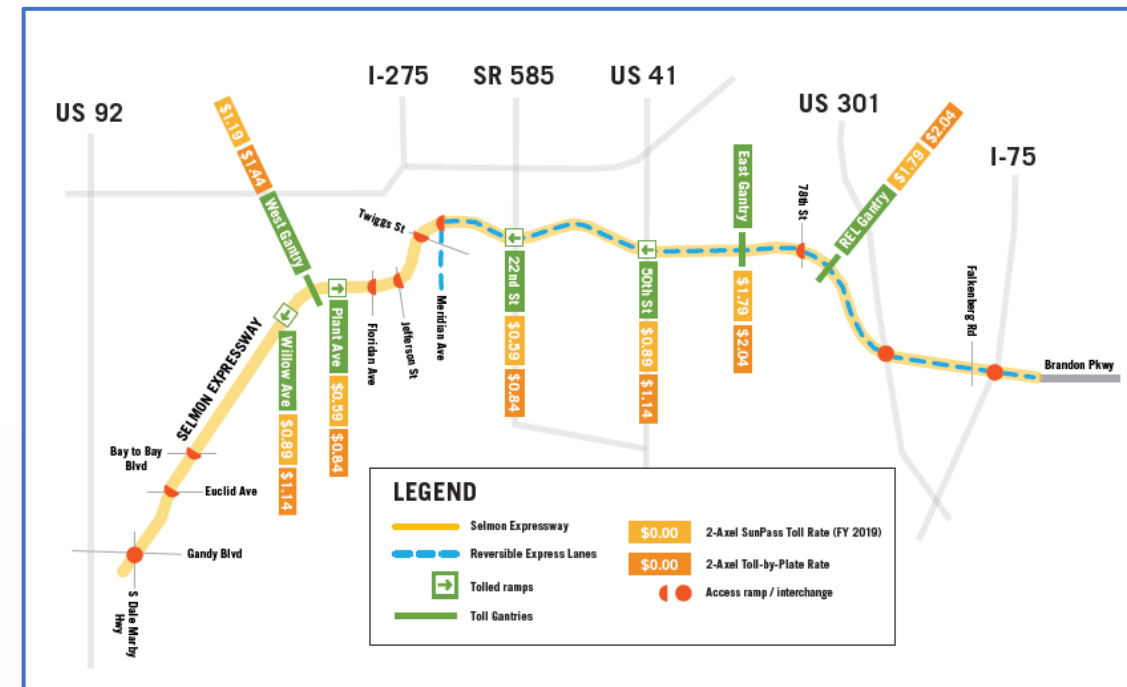 US 92
I-275
SR 585
US 41
US 301
I-75
$1.19
$1.44
West Gantry
Twiggs St
East Gantry
$1.79
$2.04
78th St
REL Gantry
$1.79
$2.04
Falkenberg Rd
Brandon Pkwy
SELMON EXPRESSWAY
Willow Ave
$0.89
$1.14
Plant Ave
$0.59
$0.84
Floridan Ave
Jefferson St
Meridian Ave
22nd St
$0.59
$0.84
50th St
$0.89
$1.14
Bay to Bay
Blvd
Euclid Ave
Gandy Blvd
S Dale Marby
Hwy
LEGEND
Selmon Expressway
Reversible Express Lanes
Tolled ramps
Toll Gantries
$0.00
2-Axel SunPass Toll Rate (FY 2019)
$0.00
2-Axel Toll-by-Plate Rate
Access ramp / interchange